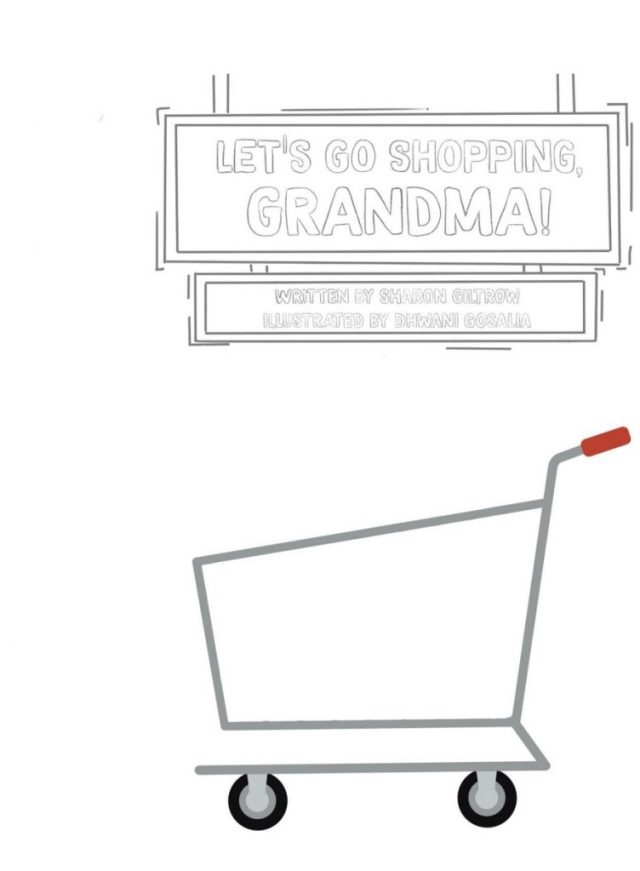 LET'S GO SHOPPING,
GRANDMA!
WRITTEN BY SHARON GILTROW
ILLUSTRATED BY DHWANI GOSALIA